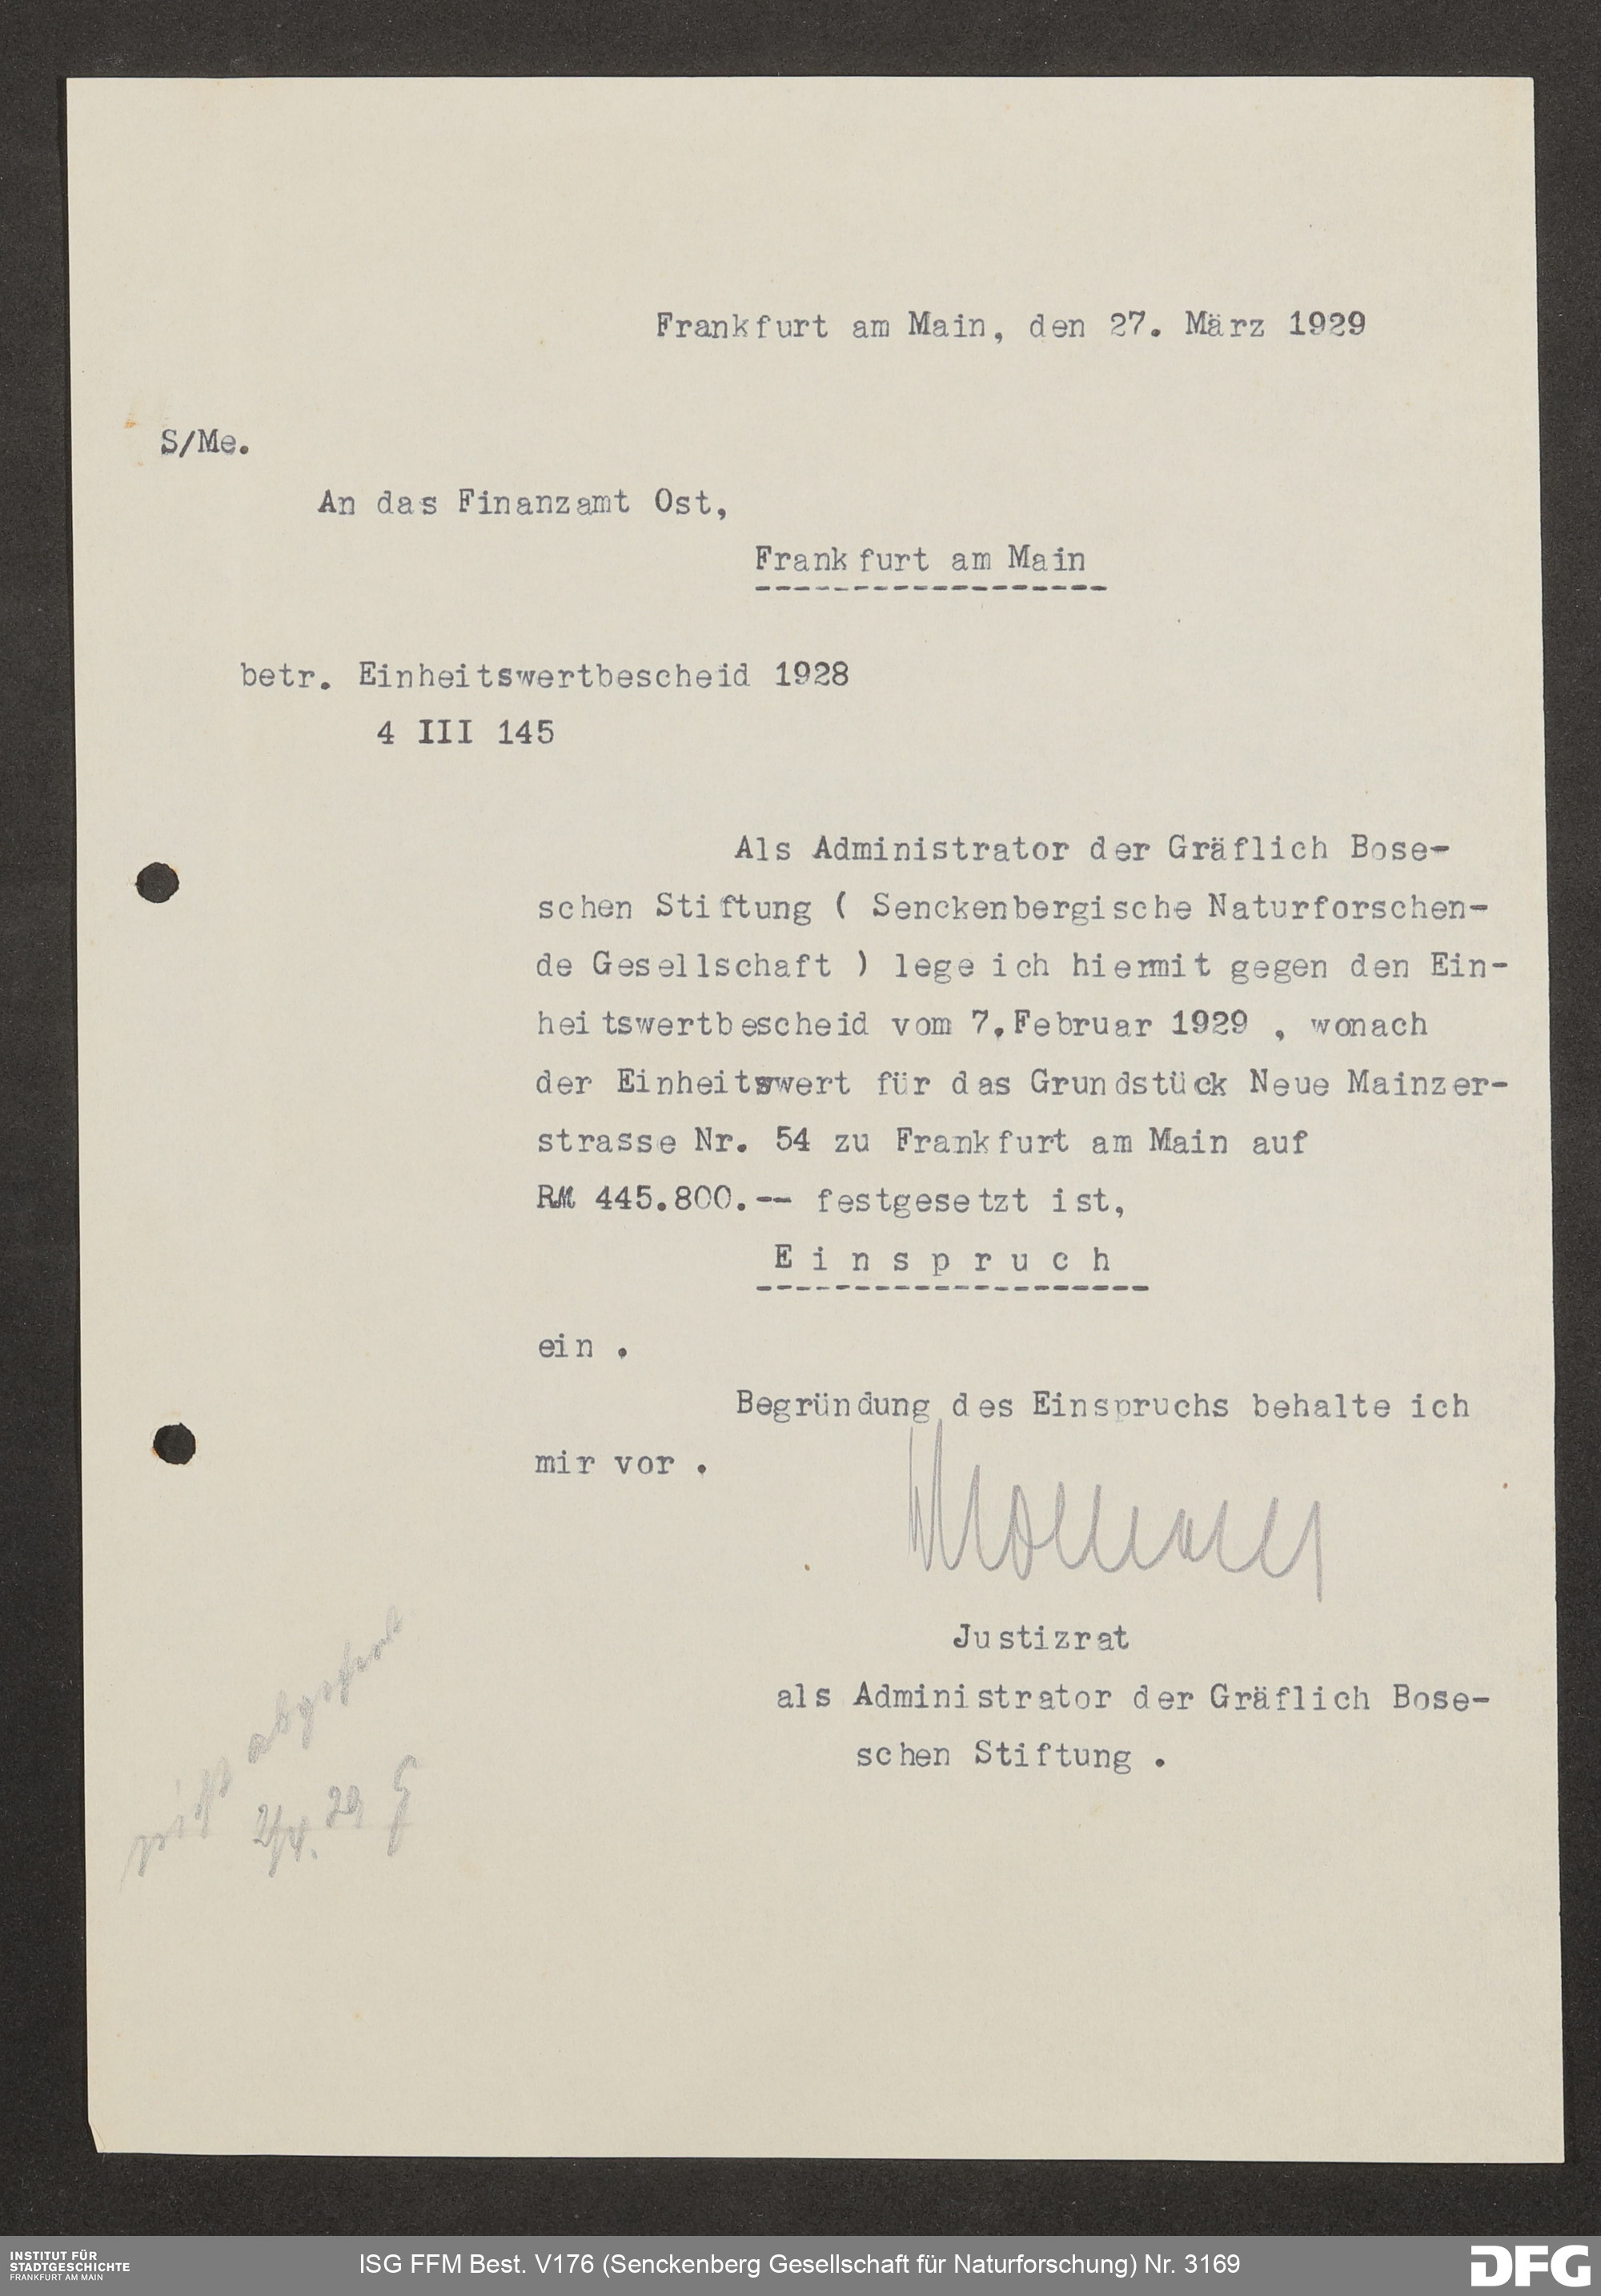 Frankfurt am Main, den 27. März 1929
S/Me.
An das Finanzamt Ost,
Frankfurt am Main
betr. Einheitswertbescheid 1928
4 III 145
Als Administrator der Gräflich Bose-
schen Stiftung ( Senckenbergische Naturforschen-
de Gesellschaft ) lege ich hiermit gegen den Ein-
heitswertbescheid vom 7.Februar 1929 , wonach
der Einheitswert für das Grundstück Neue Mainzer-
strasse Nr. 54 zu Frankfurt am Main auf
RM 445.800.-- festgesetzt ist,
E i n s p r u c h
ein .
Begründung des Einspruchs behalte ich
mir vor .
Justizrat
als Administrator der Gräflich Bose-
schen Stiftung .
2/4. 29
INSTITUT FÜR
STADTGESCHICHTE
FRANKFURT AM MAIN
ISG FFM Best. V176 (Senckenberg Gesellschaft für Naturforschung) Nr. 3169
DFG